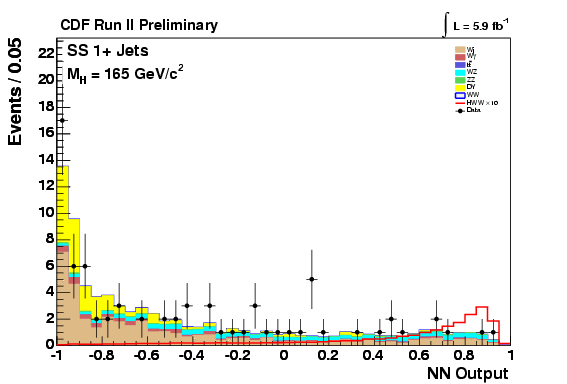 CDF Run II Preliminary
∫ L = 5.9 fb⁻¹
SS 1+ Jets
M_H = 165 GeV/c²
Wj
Wγ
tt̄
WZ
ZZ
DY
WW
HWW ×10
Data
Events / 0.05
22
20
18
16
14
12
10
8
6
4
2
0
-1 -0.8 -0.6 -0.4 -0.2 0 0.2 0.4 0.6 0.8 1
NN Output